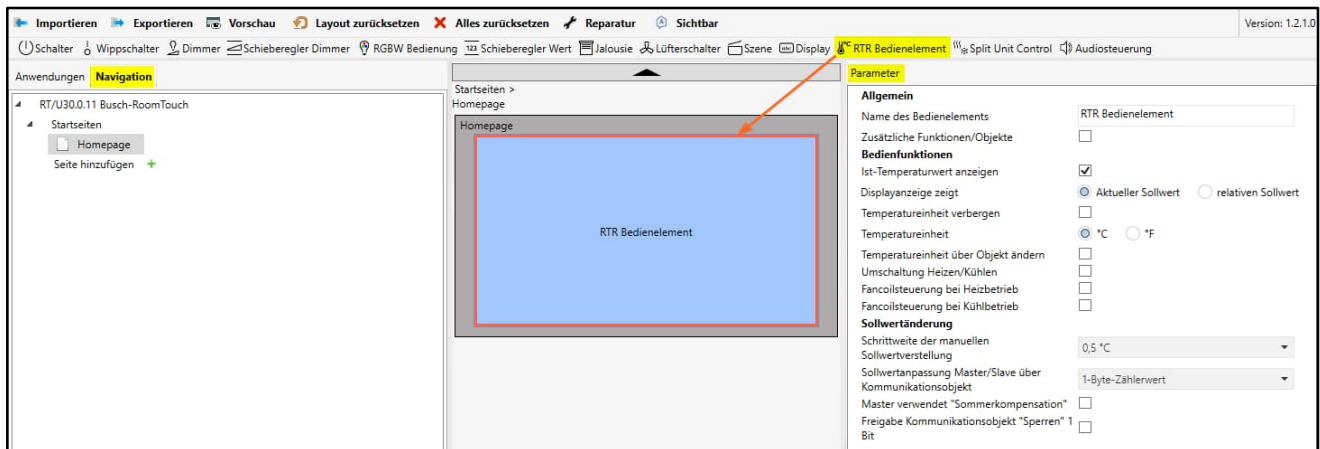 Importieren Exportieren Vorschau Layout zurücksetzen Alles zurücksetzen Reparatur Sichtbar Version: 1.2.1.0
Schalter Wippschalter Dimmer Schieberegler Dimmer RGBW Bedienung 123 Schieberegler Wert Jalousie Lüfterschalter Szene abc Display °C RTR Bedienelement Split Unit Control Audiosteuerung
Anwendungen Navigation
RT/U30.0.11 Busch-RoomTouch
Startseiten
Homepage
Seite hinzufügen +
Startseiten >
Homepage
Homepage
RTR Bedienelement
Parameter
Allgemein
Name des Bedienelements RTR Bedienelement
Zusätzliche Funktionen/Objekte
Bedienfunktionen
Ist-Temperaturwert anzeigen
Displayanzeige zeigt Aktueller Sollwert relativen Sollwert
Temperatureinheit verbergen
Temperatureinheit °C °F
Temperatureinheit über Objekt ändern
Umschaltung Heizen/Kühlen
Fancoilsteuerung bei Heizbetrieb
Fancoilsteuerung bei Kühlbetrieb
Sollwertänderung
Schrittweite der manuellen
Sollwertverstellung 0,5 °C
Sollwertanpassung Master/Slave über
Kommunikationsobjekt 1-Byte-Zählerwert
Master verwendet "Sommerkompensation"
Freigabe Kommunikationsobjekt "Sperren" 1
Bit